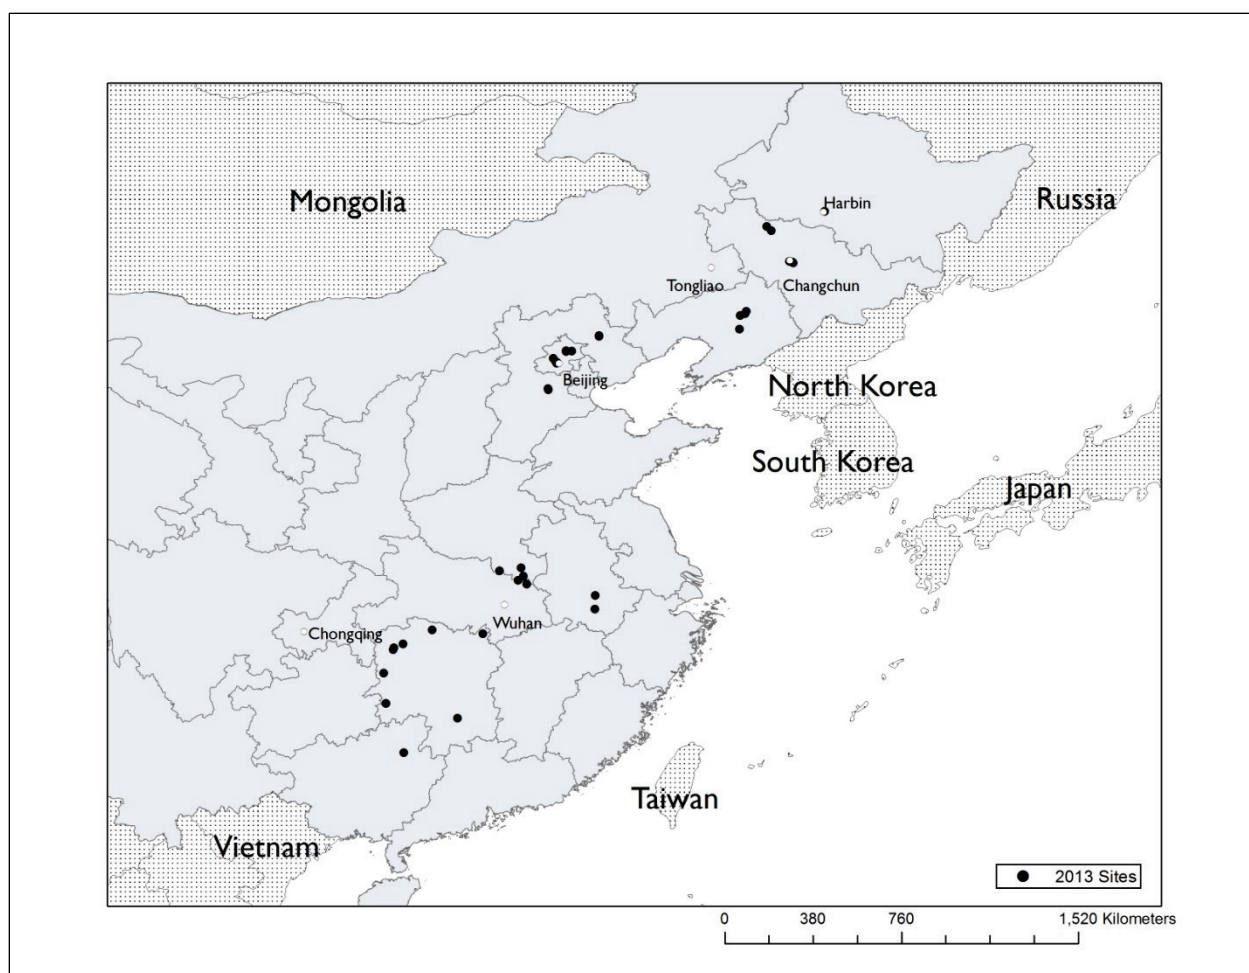 Mongolia
Russia
Harbin
Tongliao
Changchun
Beijing
North Korea
South Korea
Japan
Chongqing
Wuhan
Taiwan
Vietnam
2013 Sites
0 380 760 1,520 Kilometers